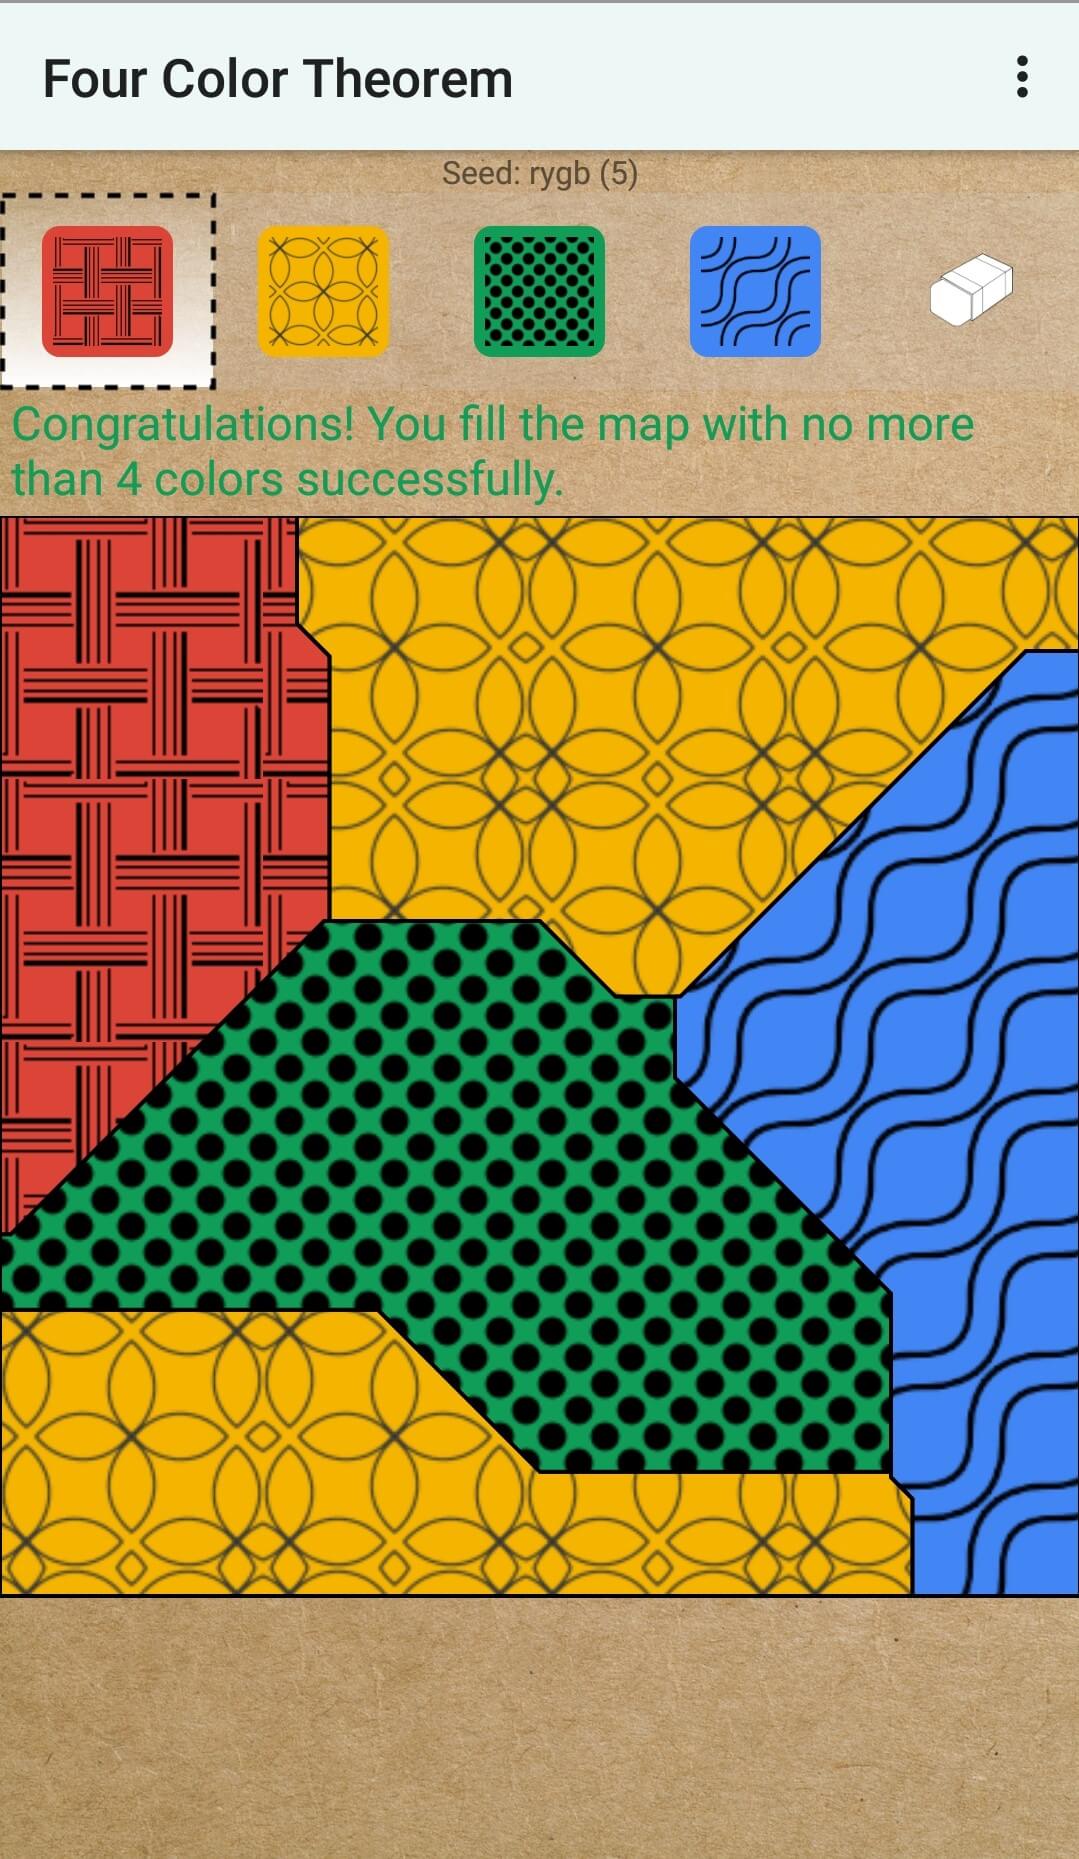 Four Color Theorem
Seed: rygb (5)
Congratulations! You fill the map with no more
than 4 colors successfully.